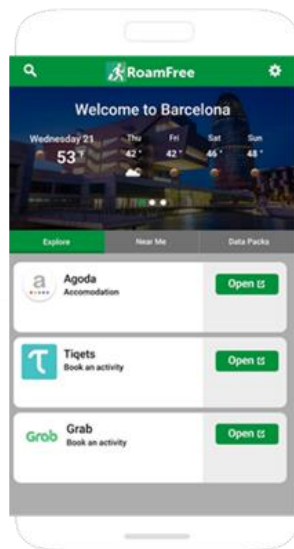 RoamFree
Welcome to Barcelona
Wednesday 21 Thu Fri Sat Sun
53°F 42° 42° 46° 48°
Explore Near Me Data Packs
a
Agoda
Accomodation
Open
Tiqets
Book an activity
Open
Grab
Grab
Book an activity
Open